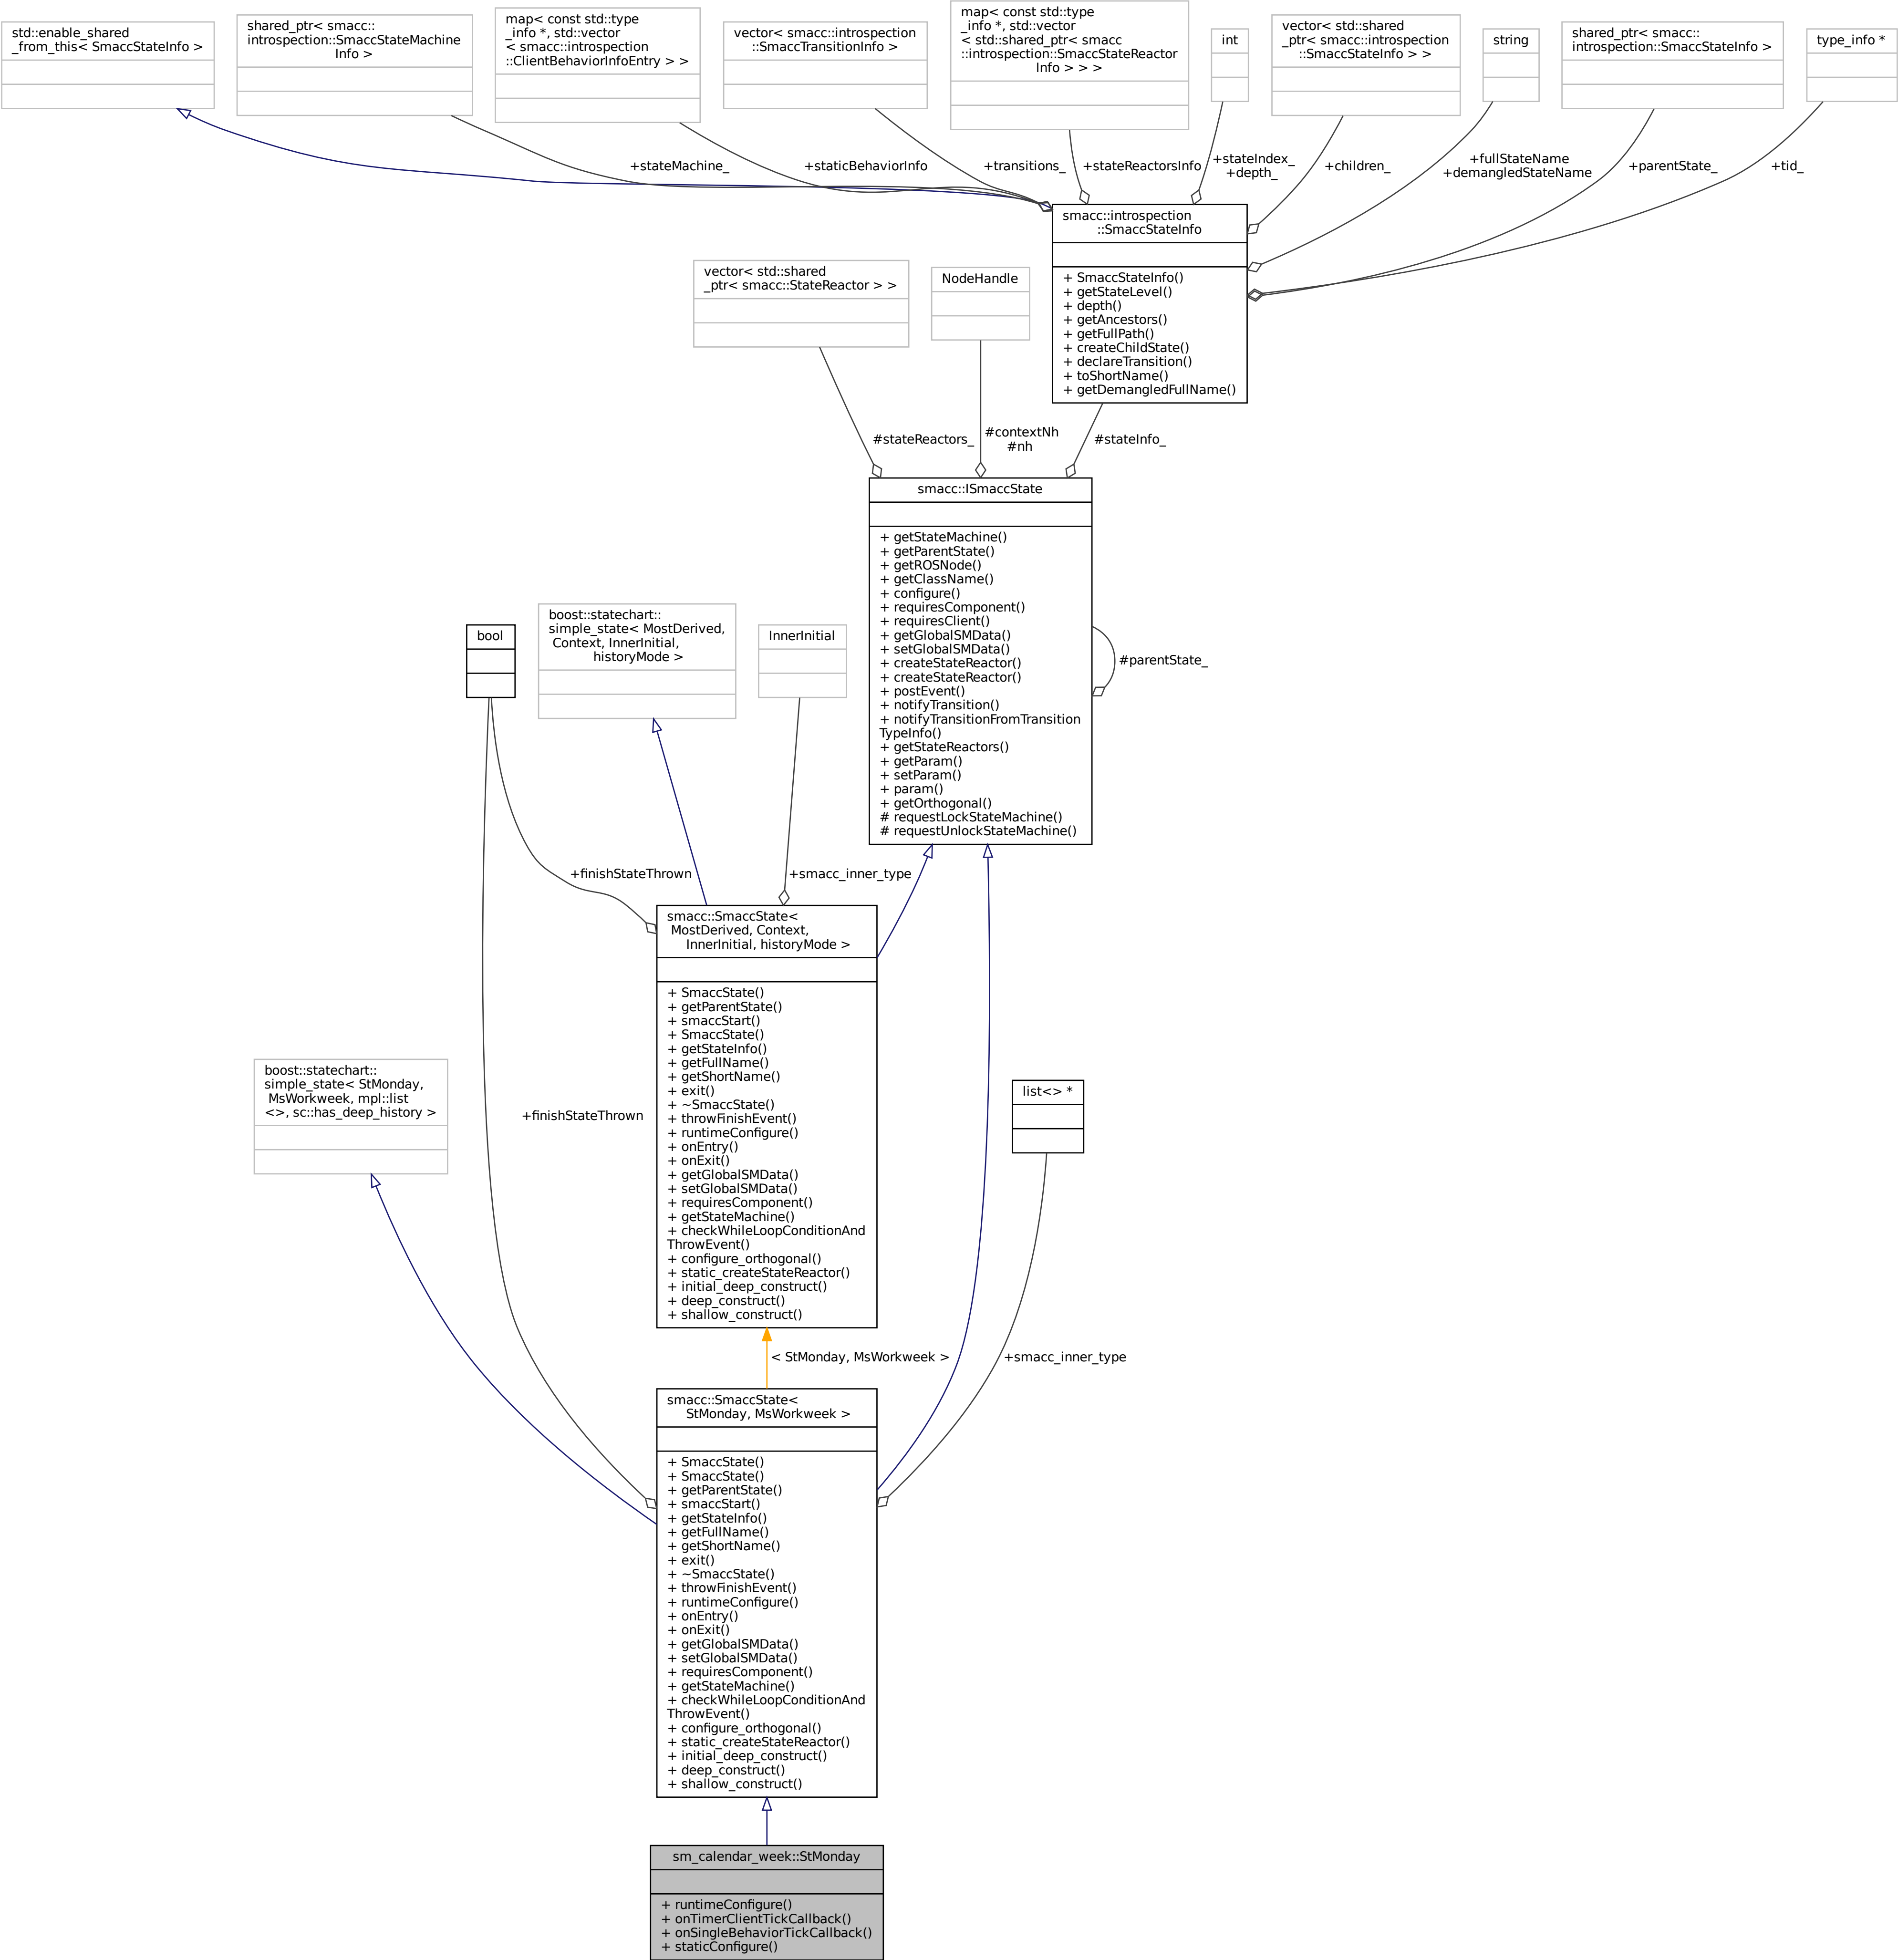 std::enable_shared
_from_this< SmaccStateInfo >
shared_ptr< smacc::
introspection::SmaccStateMachine
Info >
map< const std::type
_info *, std::vector
< smacc::introspection
::ClientBehaviorInfoEntry > >
vector< smacc::introspection
::SmaccTransitionInfo >
map< const std::type
_info *, std::vector
< std::shared_ptr< smacc
::introspection::SmaccStateReactor
Info > > >
int
vector< std::shared
_ptr< smacc::introspection
::SmaccStateInfo > >
string
shared_ptr< smacc::
introspection::SmaccStateInfo >
type_info *
+stateMachine_
+staticBehaviorInfo
+transitions_
+stateReactorsInfo
+stateIndex_
+depth_
+children_
+fullStateName
+demangledStateName
+parentState_
+tid_
smacc::introspection
::SmaccStateInfo
+ SmaccStateInfo()
+ getStateLevel()
+ depth()
+ getAncestors()
+ getFullPath()
+ createChildState()
+ declareTransition()
+ toShortName()
+ getDemangledFullName()
vector< std::shared
_ptr< smacc::StateReactor > >
NodeHandle
#stateReactors_
#contextNh
#nh
#stateInfo_
smacc::ISmaccState
+ getStateMachine()
+ getParentState()
+ getROSNode()
+ getClassName()
+ configure()
+ requiresComponent()
+ requiresClient()
+ getGlobalSMData()
+ setGlobalSMData()
+ createStateReactor()
+ createStateReactor()
+ postEvent()
+ notifyTransition()
+ notifyTransitionFromTransition
TypeInfo()
+ getStateReactors()
+ getParam()
+ setParam()
+ param()
+ getOrthogonal()
# requestLockStateMachine()
# requestUnlockStateMachine()
#parentState_
bool
boost::statechart::
simple_state< MostDerived,
Context, InnerInitial,
historyMode >
InnerInitial
+finishStateThrown
+smacc_inner_type
smacc::SmaccState<
MostDerived, Context,
InnerInitial, historyMode >
+ SmaccState()
+ getParentState()
+ smaccStart()
+ SmaccState()
+ getStateInfo()
+ getFullName()
+ getShortName()
+ exit()
+ ~SmaccState()
+ throwFinishEvent()
+ runtimeConfigure()
+ onEntry()
+ onExit()
+ getGlobalSMData()
+ setGlobalSMData()
+ requiresComponent()
+ getStateMachine()
+ checkWhileLoopConditionAnd
ThrowEvent()
+ configure_orthogonal()
+ static_createStateReactor()
+ initial_deep_construct()
+ deep_construct()
+ shallow_construct()
boost::statechart::
simple_state< StMonday,
MsWorkweek, mpl::list
<>, sc::has_deep_history >
+finishStateThrown
list<> *
< StMonday, MsWorkweek >
+smacc_inner_type
smacc::SmaccState<
StMonday, MsWorkweek >
+ SmaccState()
+ SmaccState()
+ getParentState()
+ smaccStart()
+ getStateInfo()
+ getFullName()
+ getShortName()
+ exit()
+ ~SmaccState()
+ throwFinishEvent()
+ runtimeConfigure()
+ onEntry()
+ onExit()
+ getGlobalSMData()
+ setGlobalSMData()
+ requiresComponent()
+ getStateMachine()
+ checkWhileLoopConditionAnd
ThrowEvent()
+ configure_orthogonal()
+ static_createStateReactor()
+ initial_deep_construct()
+ deep_construct()
+ shallow_construct()
sm_calendar_week::StMonday
+ runtimeConfigure()
+ onTimerClientTickCallback()
+ onSingleBehaviorTickCallback()
+ staticConfigure()